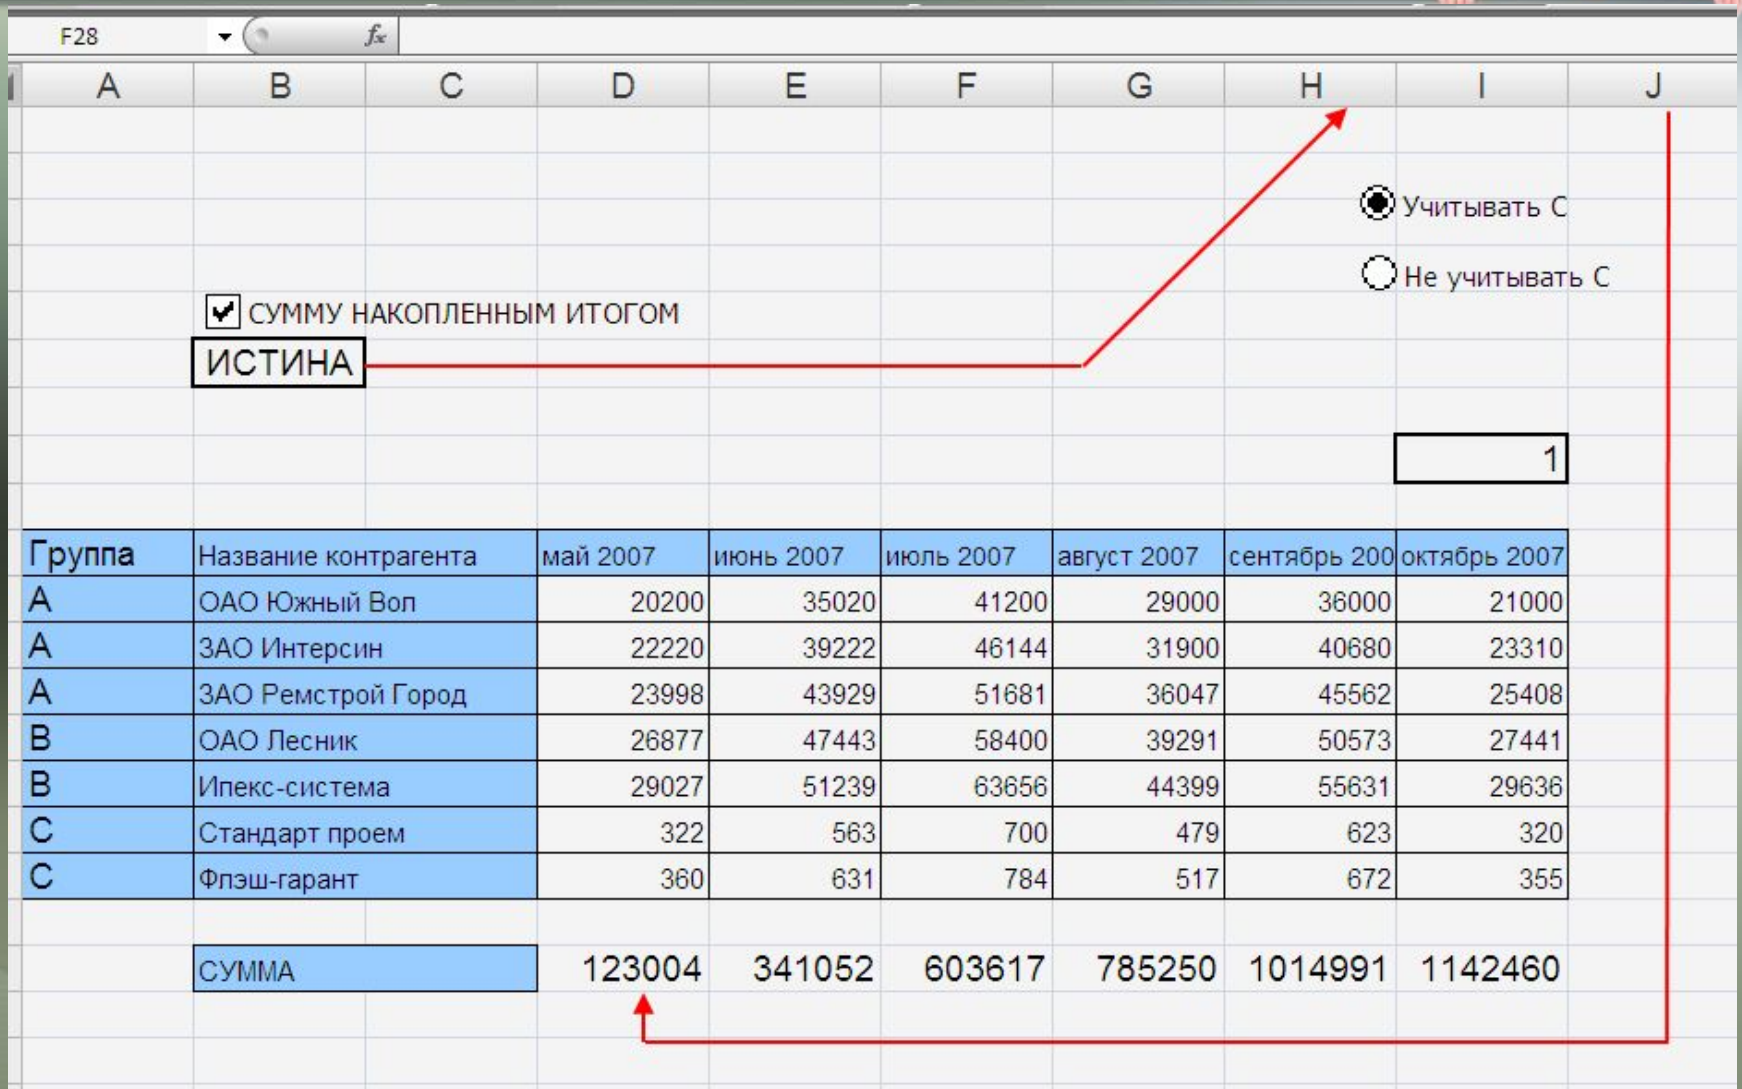 F28 fx
A B C D E F G H I J
Учитывать С
Не учитывать С
СУММУ НАКОПЛЕННЫМ ИТОГОМ
ИСТИНА
1
Группа Название контрагента май 2007 июнь 2007 июль 2007 август 2007 сентябрь 200 октябрь 2007
A ОАО Южный Вол 20200 35020 41200 29000 36000 21000
A ЗАО Интерсин 22220 39222 46144 31900 40680 23310
A ЗАО Ремстрой Город 23998 43929 51681 36047 45562 25408
B ОАО Лесник 26877 47443 58400 39291 50573 27441
B Ипекс-система 29027 51239 63656 44399 55631 29636
C Стандарт проем 322 563 700 479 623 320
C Флэш-гарант 360 631 784 517 672 355
СУММА 123004 341052 603617 785250 1014991 1142460